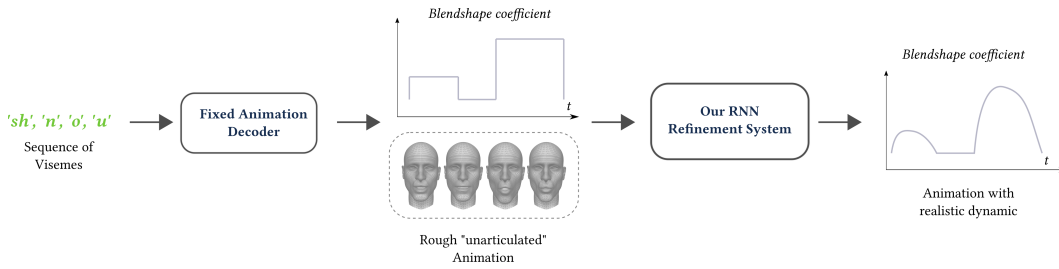 'sh', 'n', 'o', 'u'
Sequence of
Visemes
Fixed Animation
Decoder
Blendshape coefficient
t
Rough "unarticulated"
Animation
Our RNN
Refinement System
Blendshape coefficient
t
Animation with
realistic dynamic